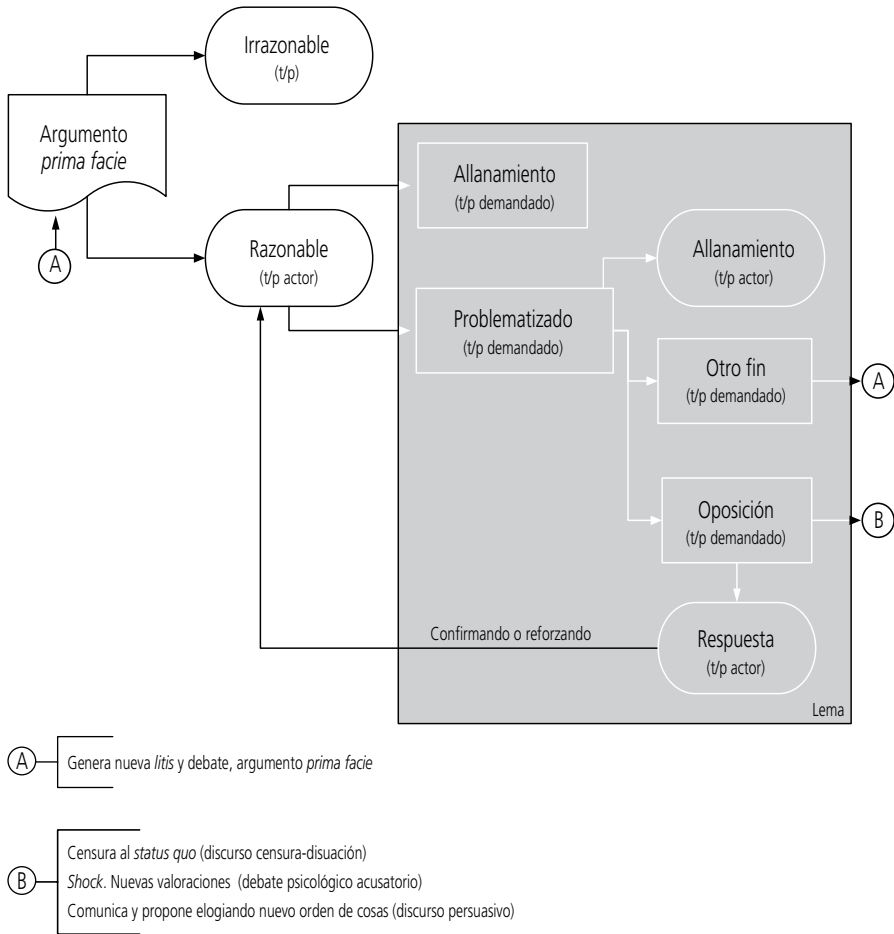 Irrazonable
(t/p)
Argumento
prima facie
A
Razonable
(t/p actor)
Allanamiento
(t/p demandado)
Problematizado
(t/p demandado)
Allanamiento
(t/p actor)
Otro fin
(t/p demandado)
A
Oposición
(t/p demandado)
B
Confirmando o reforzando
Respuesta
(t/p actor)
Lema
A
Genera nueva litis y debate, argumento prima facie
B
Censura al status quo (discurso censura-disuación)
Shock. Nuevas valoraciones (debate psicológico acusatorio)
Comunica y propone elogiando nuevo orden de cosas (discurso persuasivo)